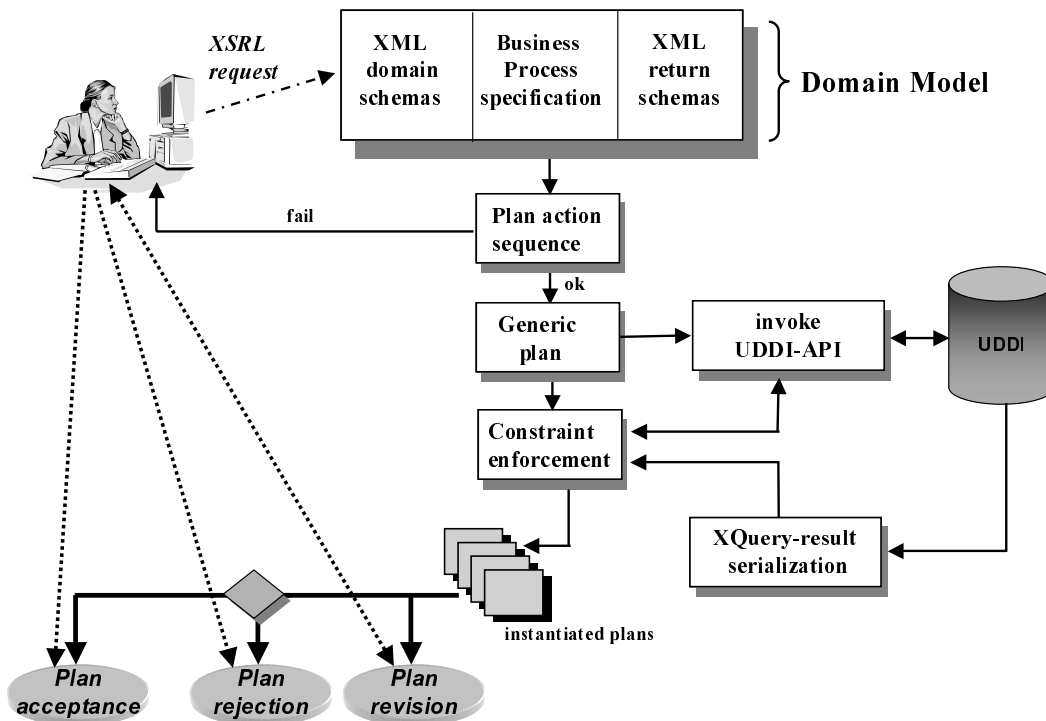 XSRL
request
XML
domain
schemas
Business
Process
specification
XML
return
schemas
Domain Model
Plan action
sequence
fail
ok
Generic
plan
invoke
UDDI-API
UDDI
Constraint
enforcement
XQuery-result
serialization
instantiated plans
Plan
acceptance
Plan
rejection
Plan
revision